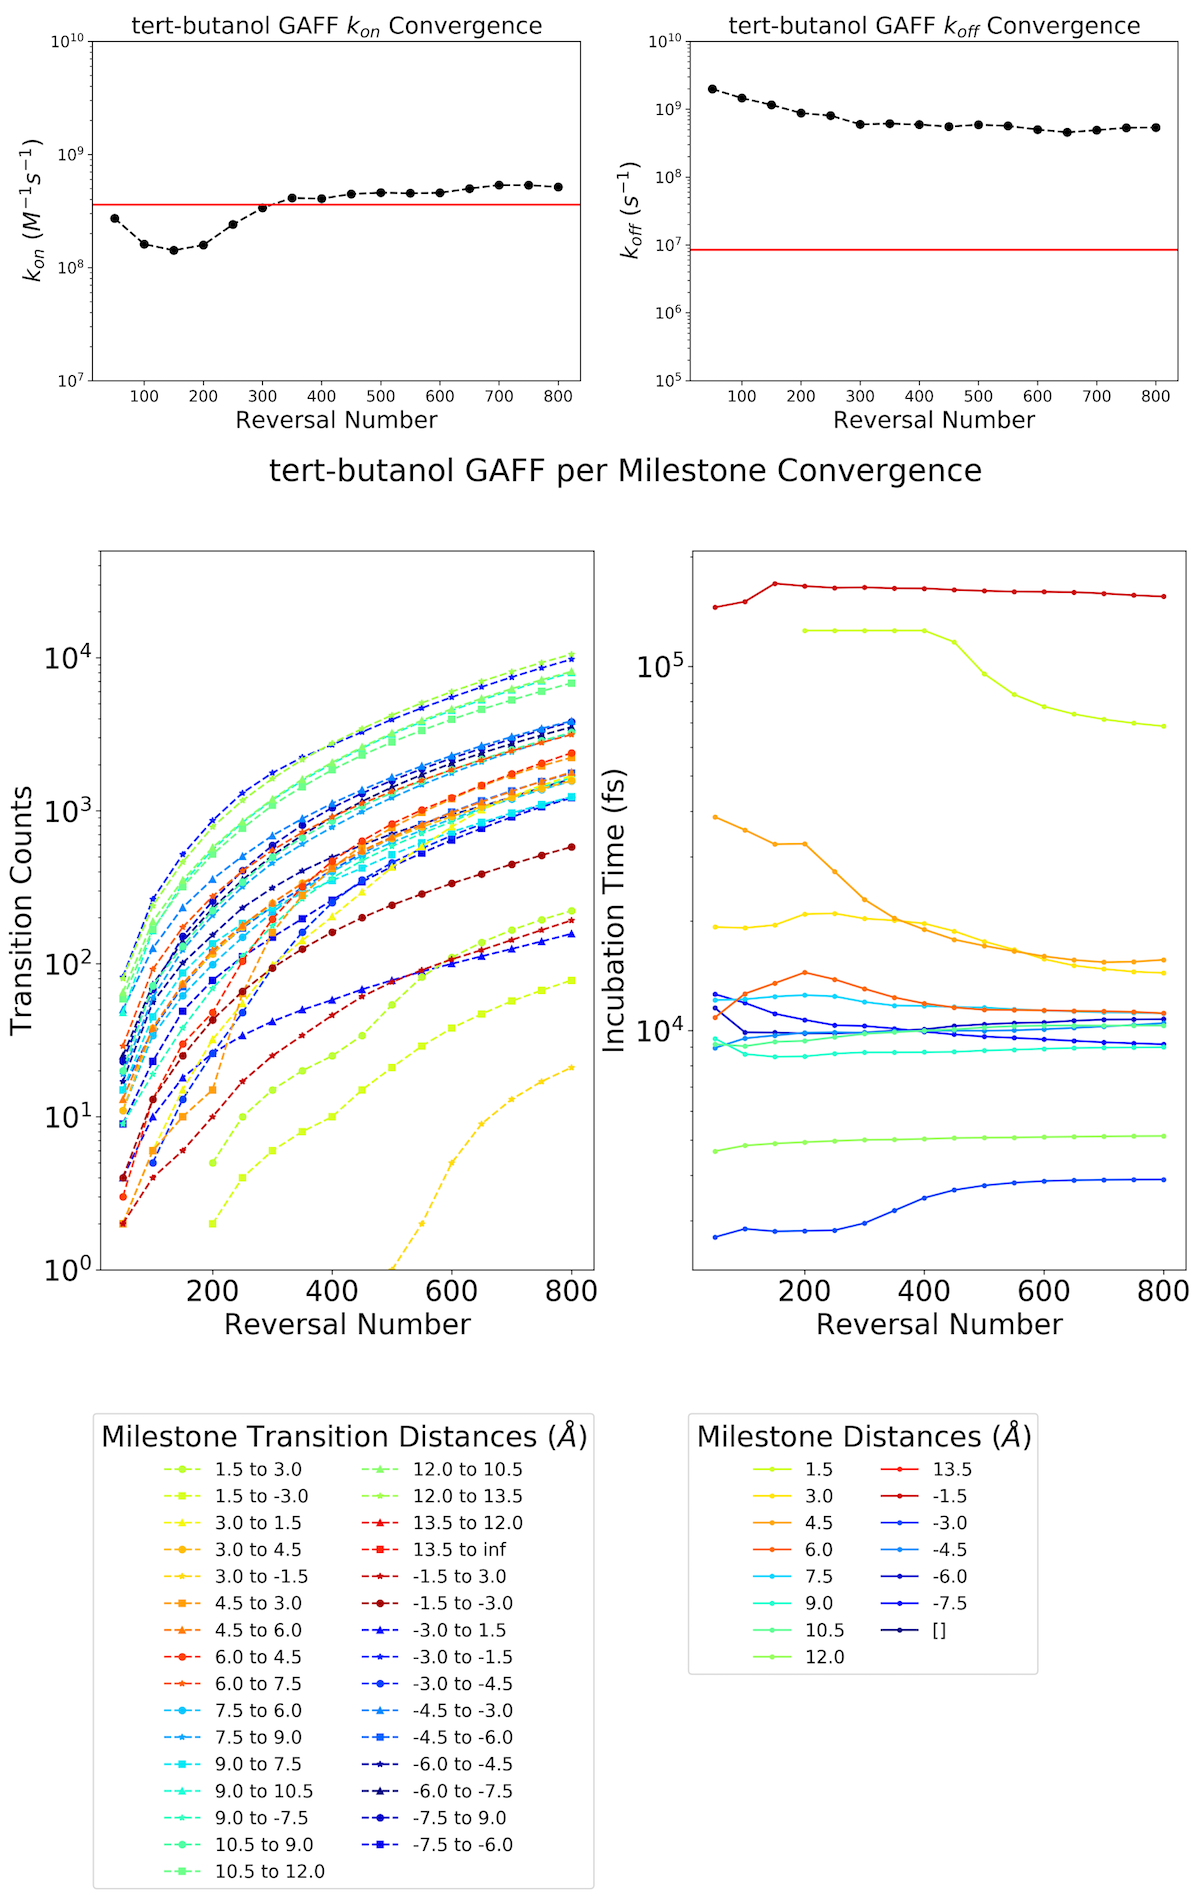 tert-butanol GAFF k_on Convergence
10^10
10^9
10^8
10^7
k_on (M^−1 s^−1)
100 200 300 400 500 600 700 800
Reversal Number
tert-butanol GAFF k_off Convergence
10^10
10^9
10^8
10^7
10^6
10^5
k_off (s^−1)
100 200 300 400 500 600 700 800
Reversal Number
tert-butanol GAFF per Milestone Convergence
10^4
10^3
10^2
10^1
10^0
Transition Counts
200 400 600 800
Reversal Number
10^5
10^4
Incubation Time (fs)
200 400 600 800
Reversal Number
Milestone Transition Distances (Å)
1.5 to 3.0
1.5 to -3.0
3.0 to 1.5
3.0 to 4.5
3.0 to -1.5
4.5 to 3.0
4.5 to 6.0
6.0 to 4.5
6.0 to 7.5
7.5 to 6.0
7.5 to 9.0
9.0 to 7.5
9.0 to 10.5
9.0 to -7.5
10.5 to 9.0
10.5 to 12.0
12.0 to 10.5
12.0 to 13.5
13.5 to 12.0
13.5 to inf
-1.5 to 3.0
-1.5 to -3.0
-3.0 to 1.5
-3.0 to -1.5
-3.0 to -4.5
-4.5 to -3.0
-4.5 to -6.0
-6.0 to -4.5
-6.0 to -7.5
-7.5 to 9.0
-7.5 to -6.0
Milestone Distances (Å)
1.5
3.0
4.5
6.0
7.5
9.0
10.5
12.0
13.5
-1.5
-3.0
-4.5
-6.0
-7.5
[]